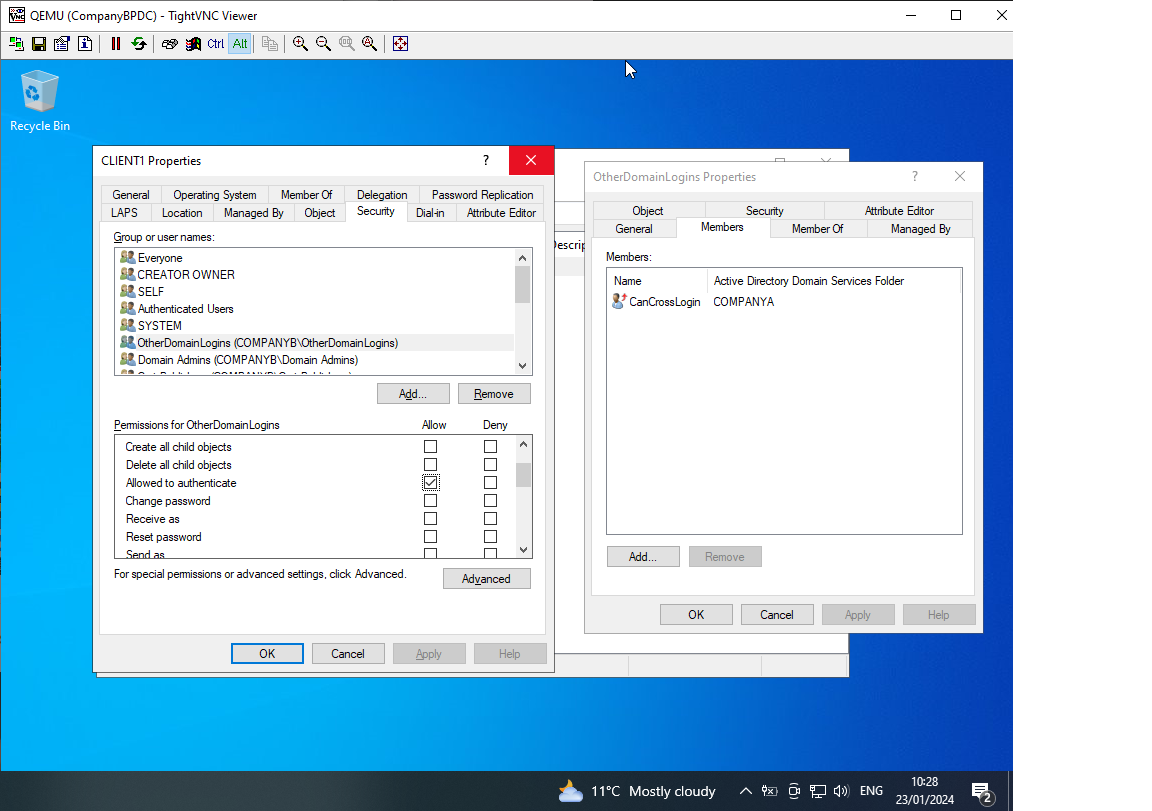 QEMU (CompanyBPDC) - TightVNC Viewer
Ctrl Alt
Recycle Bin
CLIENT1 Properties ?
General Operating System Member Of Delegation Password Replication
LAPS Location Managed By Object Security Dial-in Attribute Editor
Group or user names:
Everyone
CREATOR OWNER
SELF
Authenticated Users
SYSTEM
OtherDomainLogins (COMPANYB\OtherDomainLogins)
Domain Admins (COMPANYB\Domain Admins)
Add... Remove
Permissions for OtherDomainLogins Allow Deny
Create all child objects
Delete all child objects
Allowed to authenticate
Change password
Receive as
Reset password
Send as
For special permissions or advanced settings, click Advanced.
Advanced
OK Cancel Apply Help
OtherDomainLogins Properties ?
Object Security Attribute Editor
General Members Member Of Managed By
Members:
Name Active Directory Domain Services Folder
CanCrossLogin COMPANYA
Add... Remove
OK Cancel Apply Help
11°C Mostly cloudy
ENG
10:28
23/01/2024
2